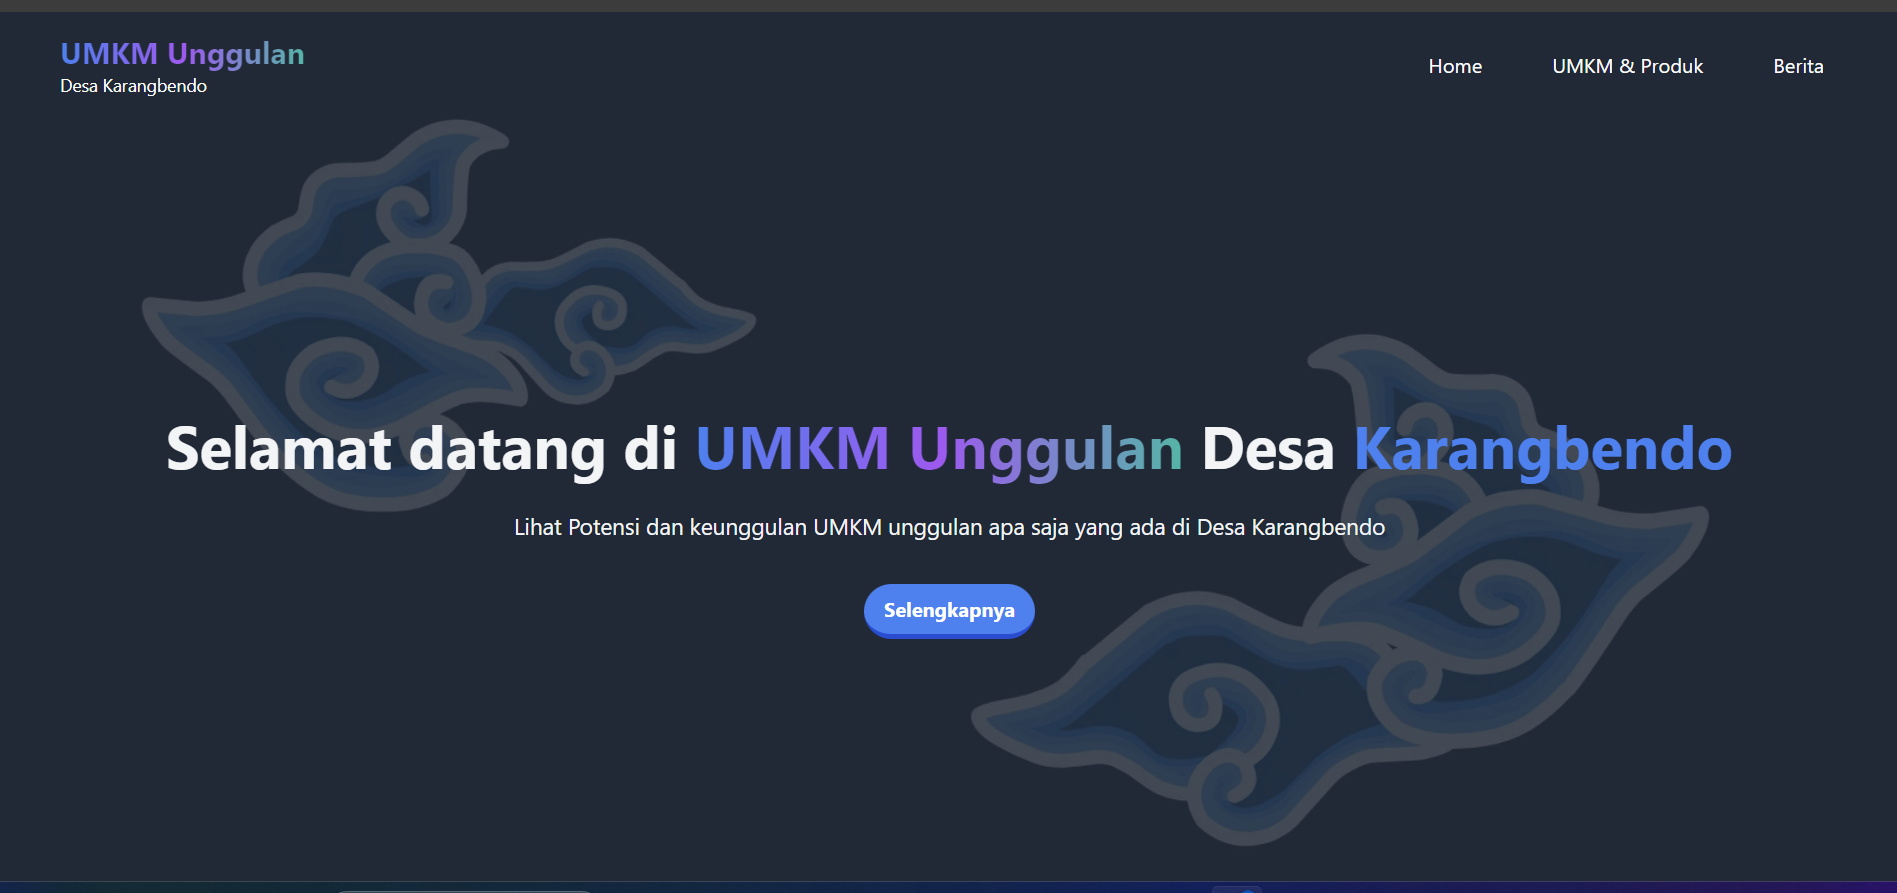 UMKM Unggulan
Desa Karangbendo
Home
UMKM & Produk
Berita
Selamat datang di UMKM Unggulan Desa Karangbendo
Lihat Potensi dan keunggulan UMKM unggulan apa saja yang ada di Desa Karangbendo
Selengkapnya